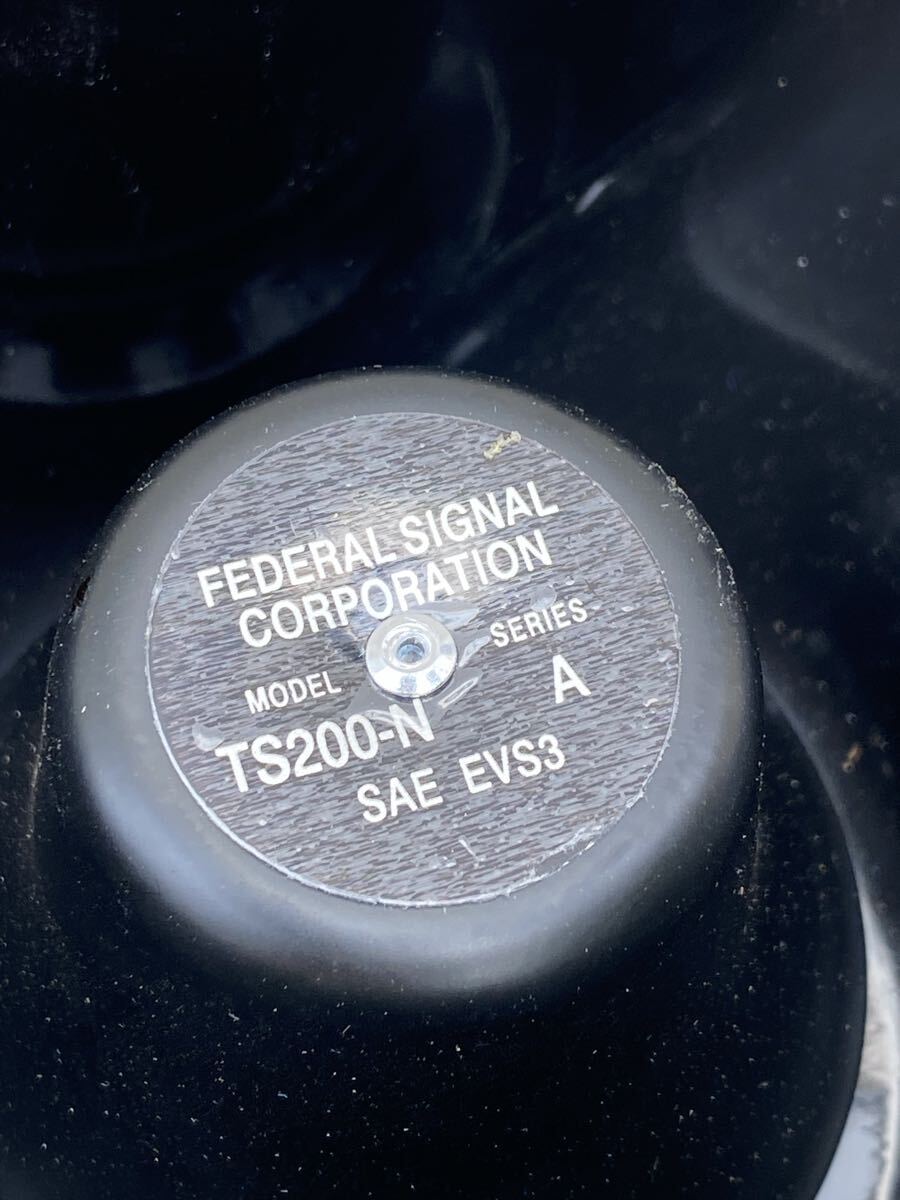 FEDERAL SIGNAL
CORPORATION
MODEL SERIES
TS200-N A
SAE EVS3